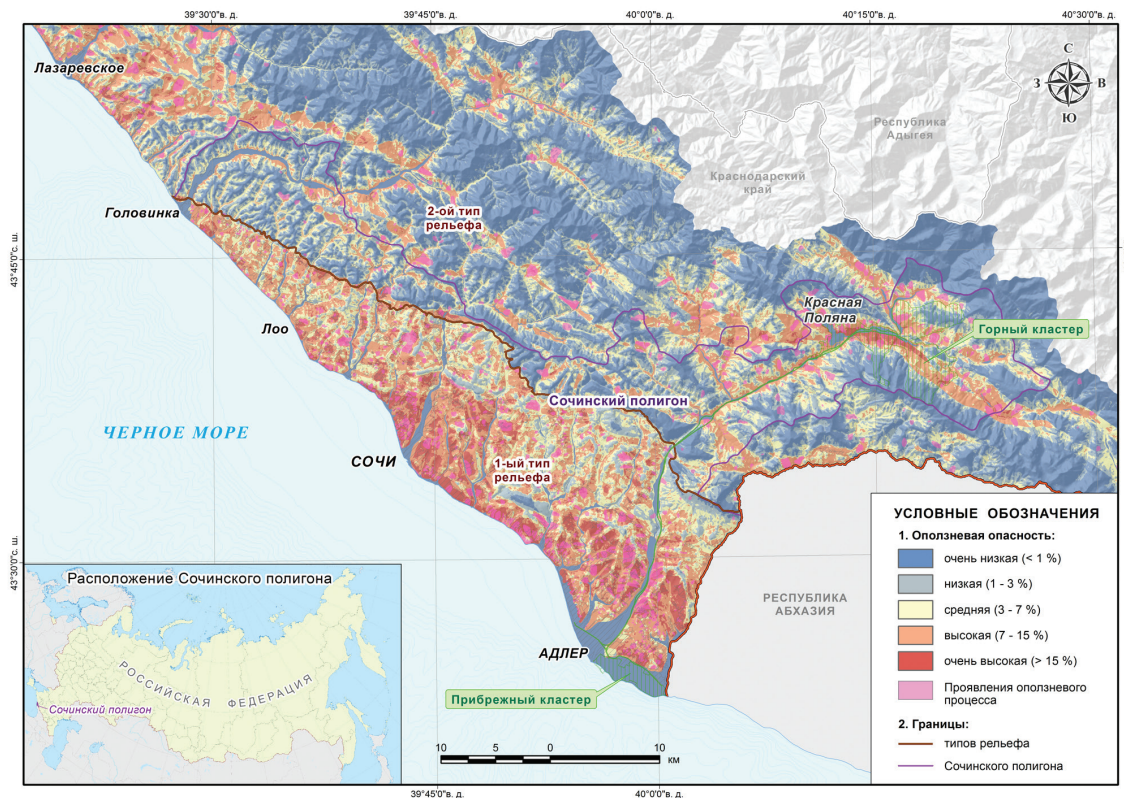 39°30'0"в. д.
39°45'0"в. д.
40°0'0"в. д.
40°15'0"в. д.
40°30'0"в. д.
С
З
В
Ю
Лазаревское
Республика
Адыгея
Краснодарский
край
Головинка
2-ой тип
рельефа
43°45'0"с. ш.
Красная
Поляна
Лоо
Горный кластер
Сочинский полигон
ЧЕРНОЕ МОРЕ
СОЧИ
1-ый тип
рельефа
43°30'0"с. ш.
РЕСПУБЛИКА
АБХАЗИЯ
АДЛЕР
Прибрежный кластер
10
5
0
10
км
Расположение Сочинского полигона
РОССИЙСКАЯ ФЕДЕРАЦИЯ
Сочинский полигон
УСЛОВНЫЕ ОБОЗНАЧЕНИЯ
1. Оползневая опасность:
очень низкая (< 1 %)
низкая (1 - 3 %)
средняя (3 - 7 %)
высокая (7 - 15 %)
очень высокая (> 15 %)
Проявления оползневого
процесса
2. Границы:
типов рельефа
Сочинского полигона
39°45'0"в. д.
40°0'0"в. д.